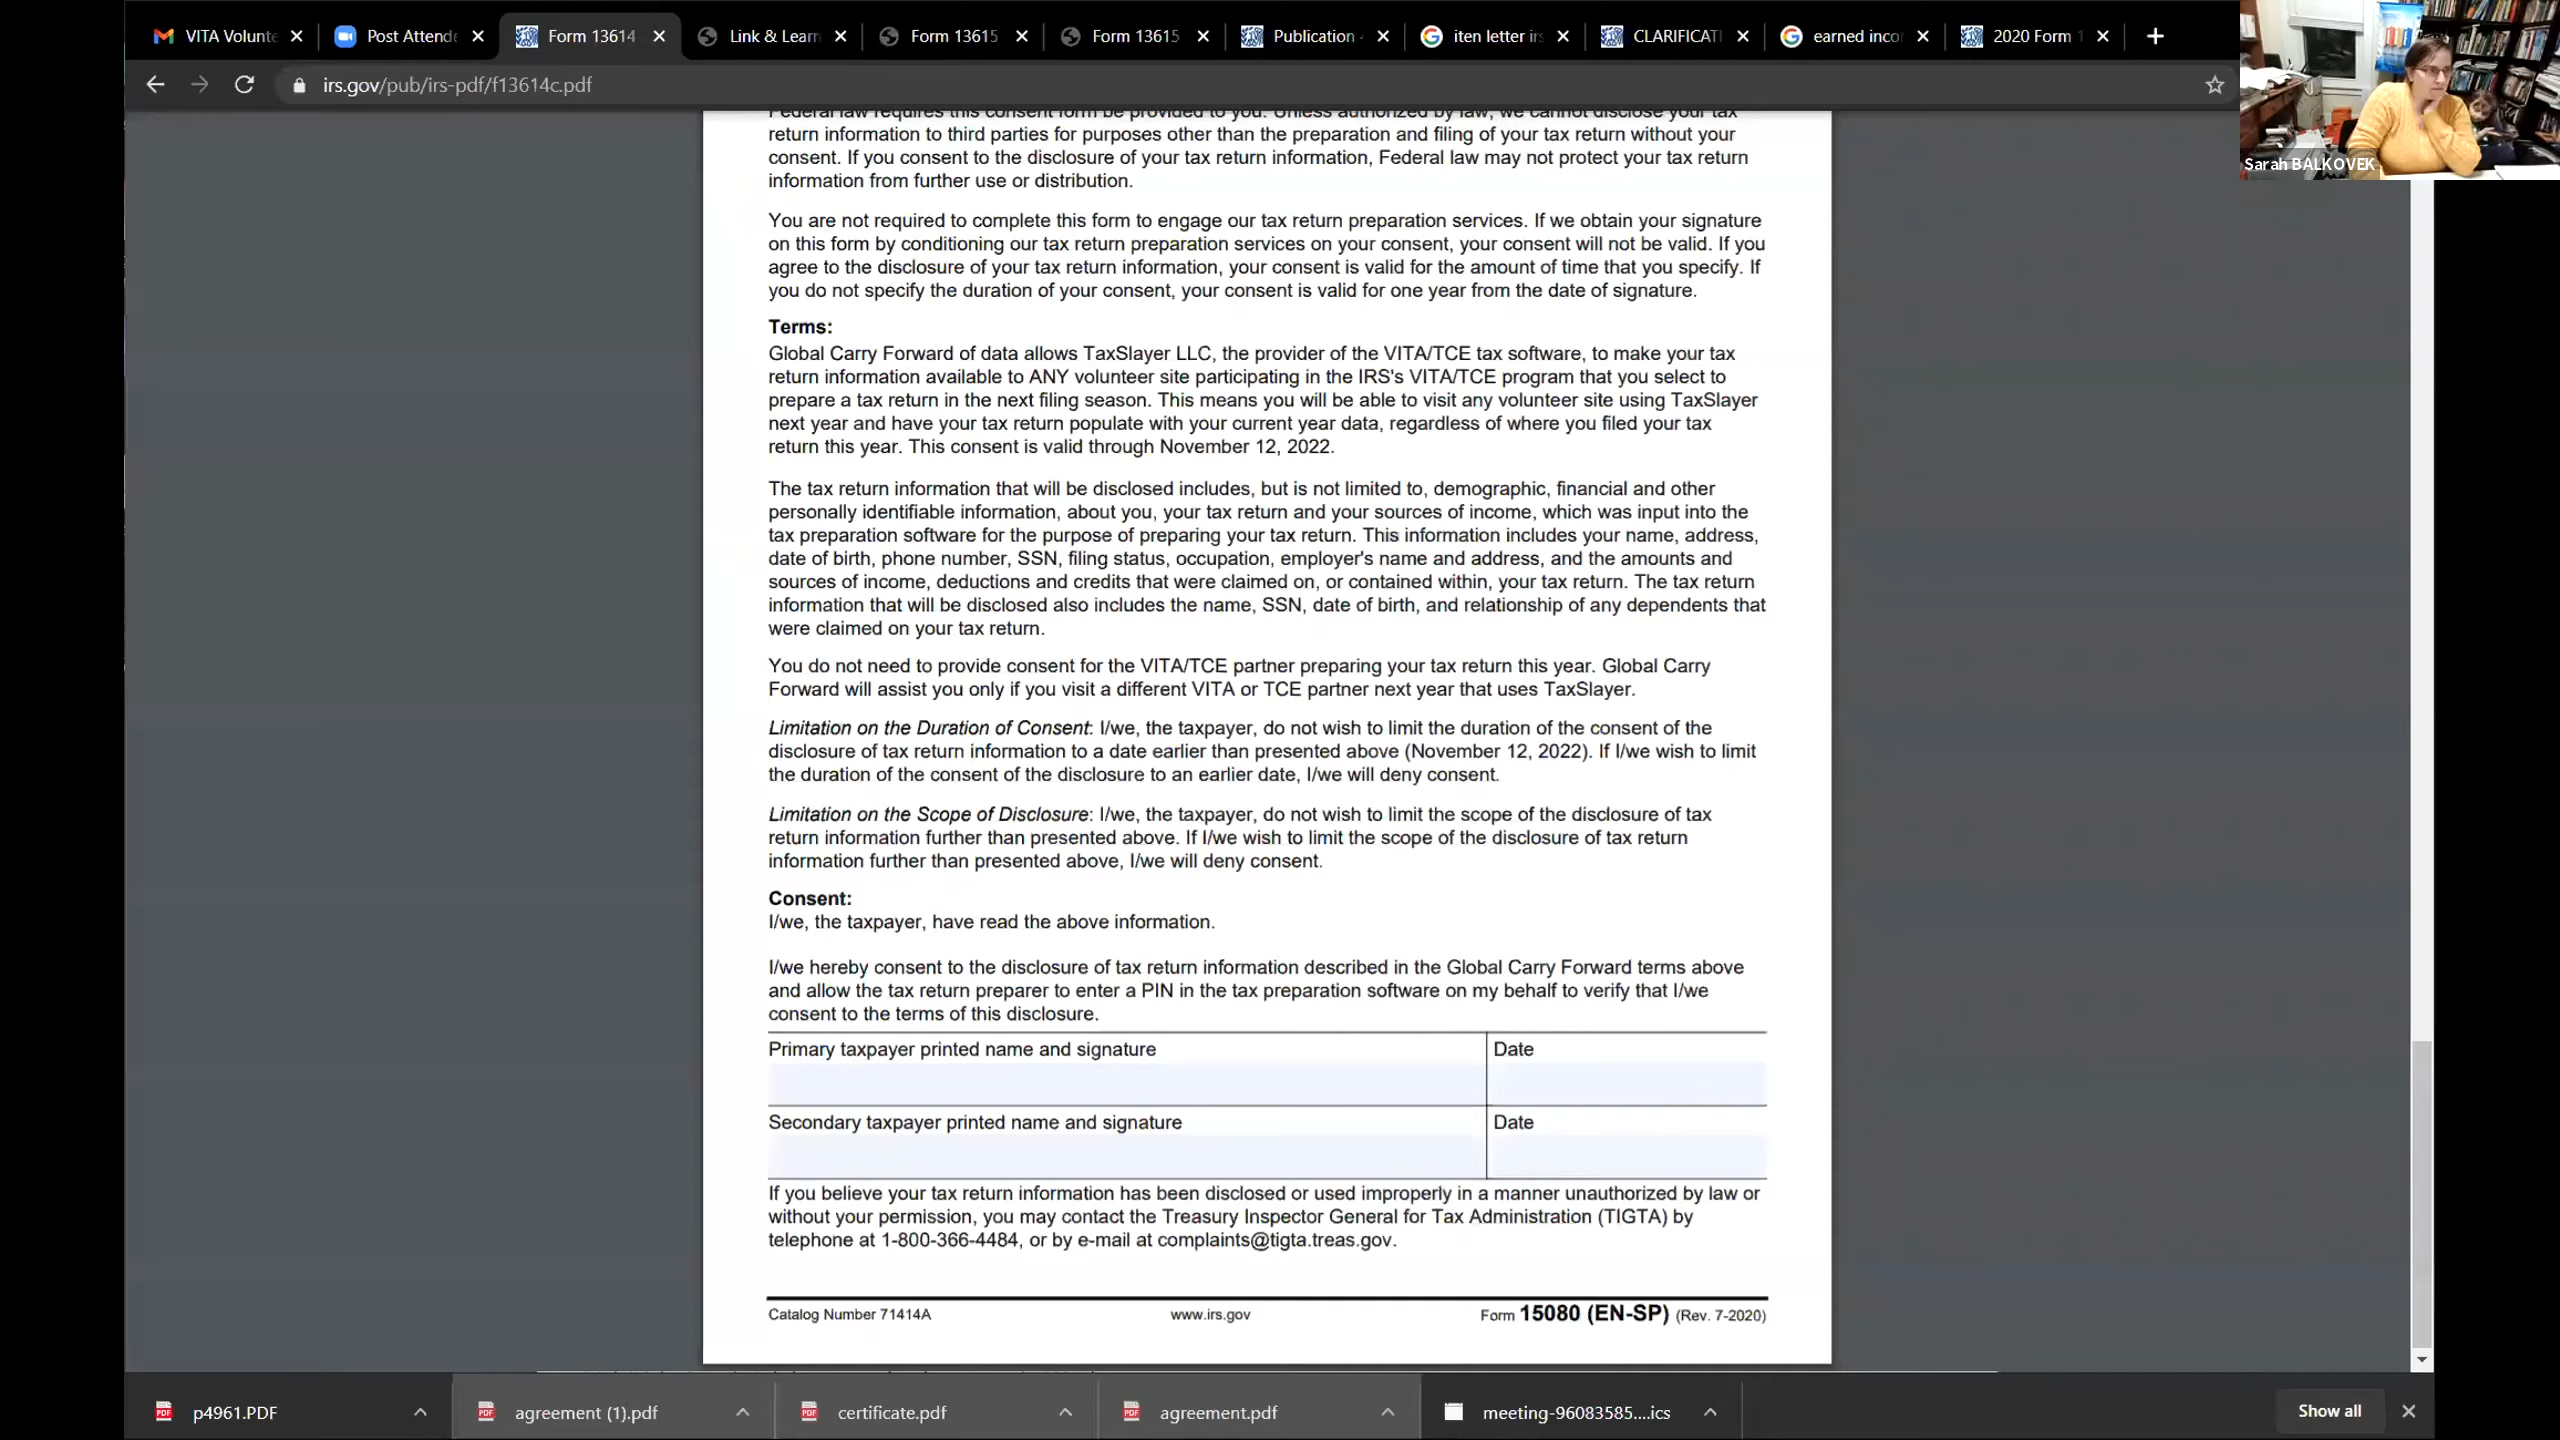 VITA Volunte
Post Attende
Form 13614
Link & Learn
Form 13615
Form 13615
Publication
iten letter irs
CLARIFICATI
earned inco
2020 Form 1
irs.gov/pub/irs-pdf/f13614c.pdf
Sarah BALKOVEK
Federal law requires this consent form be provided to you. Unless authorized by law, we cannot disclose your tax
return information to third parties for purposes other than the preparation and filing of your tax return without your
consent. If you consent to the disclosure of your tax return information, Federal law may not protect your tax return
information from further use or distribution.
You are not required to complete this form to engage our tax return preparation services. If we obtain your signature
on this form by conditioning our tax return preparation services on your consent, your consent will not be valid. If you
agree to the disclosure of your tax return information, your consent is valid for the amount of time that you specify. If
you do not specify the duration of your consent, your consent is valid for one year from the date of signature.
Terms:
Global Carry Forward of data allows TaxSlayer LLC, the provider of the VITA/TCE tax software, to make your tax
return information available to ANY volunteer site participating in the IRS's VITA/TCE program that you select to
prepare a tax return in the next filing season. This means you will be able to visit any volunteer site using TaxSlayer
next year and have your tax return populate with your current year data, regardless of where you filed your tax
return this year. This consent is valid through November 12, 2022.
The tax return information that will be disclosed includes, but is not limited to, demographic, financial and other
personally identifiable information, about you, your tax return and your sources of income, which was input into the
tax preparation software for the purpose of preparing your tax return. This information includes your name, address,
date of birth, phone number, SSN, filing status, occupation, employer's name and address, and the amounts and
sources of income, deductions and credits that were claimed on, or contained within, your tax return. The tax return
information that will be disclosed also includes the name, SSN, date of birth, and relationship of any dependents that
were claimed on your tax return.
You do not need to provide consent for the VITA/TCE partner preparing your tax return this year. Global Carry
Forward will assist you only if you visit a different VITA or TCE partner next year that uses TaxSlayer.
Limitation on the Duration of Consent: I/we, the taxpayer, do not wish to limit the duration of the consent of the
disclosure of tax return information to a date earlier than presented above (November 12, 2022). If I/we wish to limit
the duration of the consent of the disclosure to an earlier date, I/we will deny consent.
Limitation on the Scope of Disclosure: I/we, the taxpayer, do not wish to limit the scope of the disclosure of tax
return information further than presented above. If I/we wish to limit the scope of the disclosure of tax return
information further than presented above, I/we will deny consent.
Consent:
I/we, the taxpayer, have read the above information.
I/we hereby consent to the disclosure of tax return information described in the Global Carry Forward terms above
and allow the tax return preparer to enter a PIN in the tax preparation software on my behalf to verify that I/we
consent to the terms of this disclosure.
Primary taxpayer printed name and signature
Date
Secondary taxpayer printed name and signature
Date
If you believe your tax return information has been disclosed or used improperly in a manner unauthorized by law or
without your permission, you may contact the Treasury Inspector General for Tax Administration (TIGTA) by
telephone at 1-800-366-4484, or by e-mail at complaints@tigta.treas.gov.
Catalog Number 71414A
www.irs.gov
Form 15080 (EN-SP) (Rev. 7-2020)
p4961.PDF
agreement (1).pdf
certificate.pdf
agreement.pdf
meeting-96083585....ics
Show all